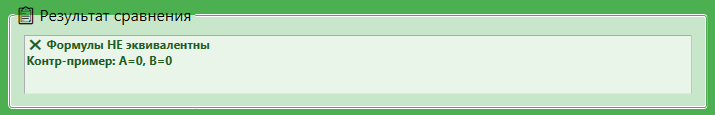 Результат сравнения
❌ Формулы НЕ эквивалентны
Контр-пример: A=0, B=0